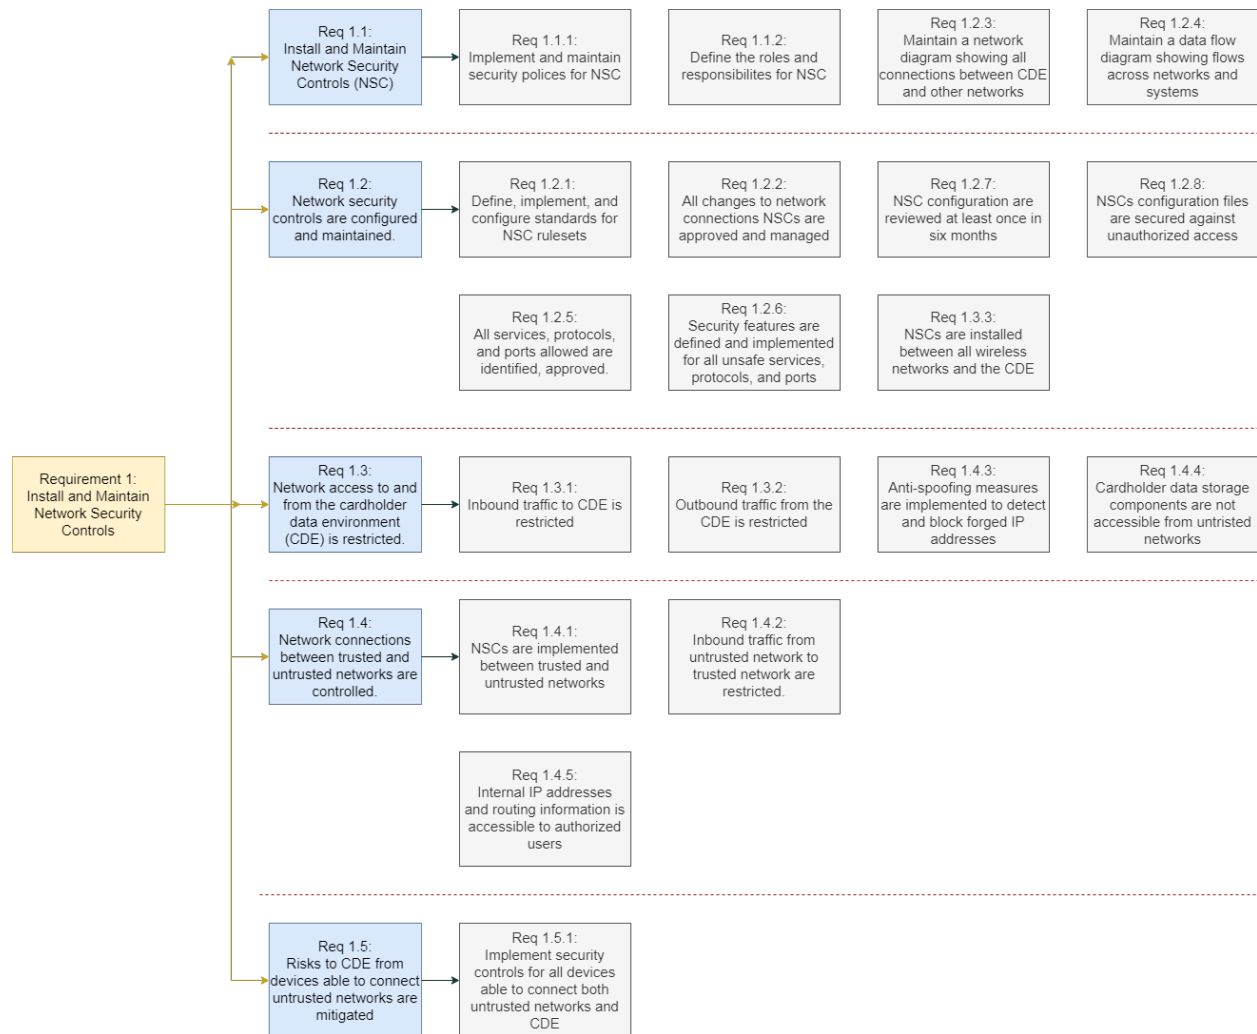 Req 1.1:
Install and Maintain
Network Security
Controls (NSC)
Req 1.1.1:
Implement and maintain
security polices for NSC
Req 1.1.2:
Define the roles and
responsibilites for NSC
Req 1.2.3:
Maintain a network
diagram showing all
connections between CDE
and other networks
Req 1.2.4:
Maintain a data flow
diagram showing flows
across networks and
systems
Req 1.2:
Network security
controls are configured
and maintained.
Req 1.2.1:
Define, implement, and
configure standards for
NSC rulesets
Req 1.2.2:
All changes to network
connections NSCs are
approved and managed
Req 1.2.7:
NSC configuration are
reviewed at least once in
six months
Req 1.2.8:
NSCs configuration files
are secured against
unauthorized access
Req 1.2.5:
All services, protocols,
and ports allowed are
identified, approved.
Req 1.2.6:
Security features are
defined and implemented
for all unsafe services,
protocols, and ports
Req 1.3.3:
NSCs are installed
between all wireless
networks and the CDE
Requirement 1:
Install and Maintain
Network Security
Controls
Req 1.3:
Network access to and
from the cardholder
data environment
(CDE) is restricted.
Req 1.3.1:
Inbound traffic to CDE is
restricted
Req 1.3.2:
Outbound traffic from the
CDE is restricted
Req 1.4.3:
Anti-spoofing measures
are implemented to detect
and block forged IP
addresses
Req 1.4.4:
Cardholder data storage
components are not
accessible from untristed
networks
Req 1.4:
Network connections
between trusted and
untrusted networks are
controlled.
Req 1.4.1:
NSCs are implemented
between trusted and
untrusted networks
Req 1.4.2:
Inbound traffic from
untrusted network to
trusted network are
restricted.
Req 1.4.5:
Internal IP addresses
and routing information is
accessible to authorized
users
Req 1.5:
Risks to CDE from
devices able to connect
untrusted networks are
mitigated
Req 1.5.1:
Implement security
controls for all devices
able to connect both
untrusted networks and
CDE